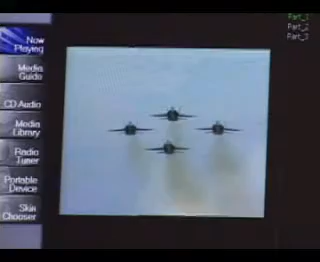 Now
Playing
Media
Guide
CD Audio
Media
Library
Radio
Tuner
Portable
Device
Skin
Chooser
Part_1
Part_2
Part_3